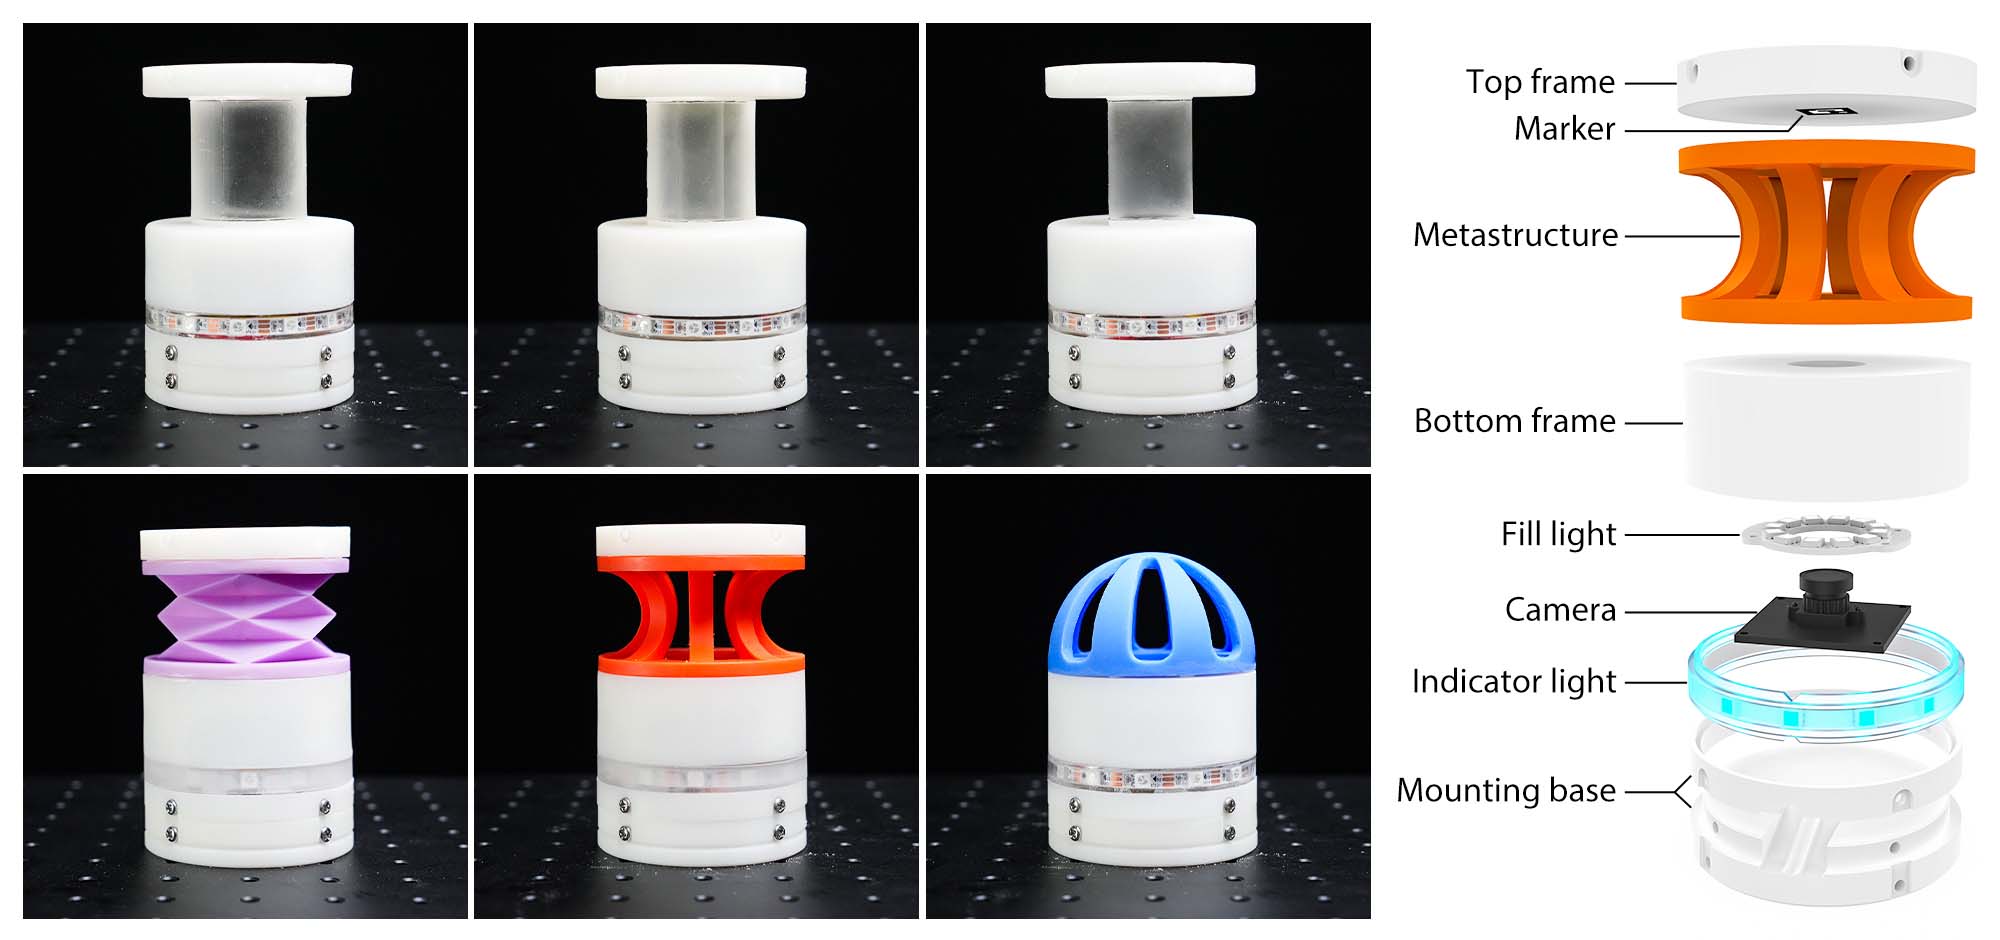 Top frame
Marker
Metastructure
Bottom frame
Fill light
Camera
Indicator light
Mounting base